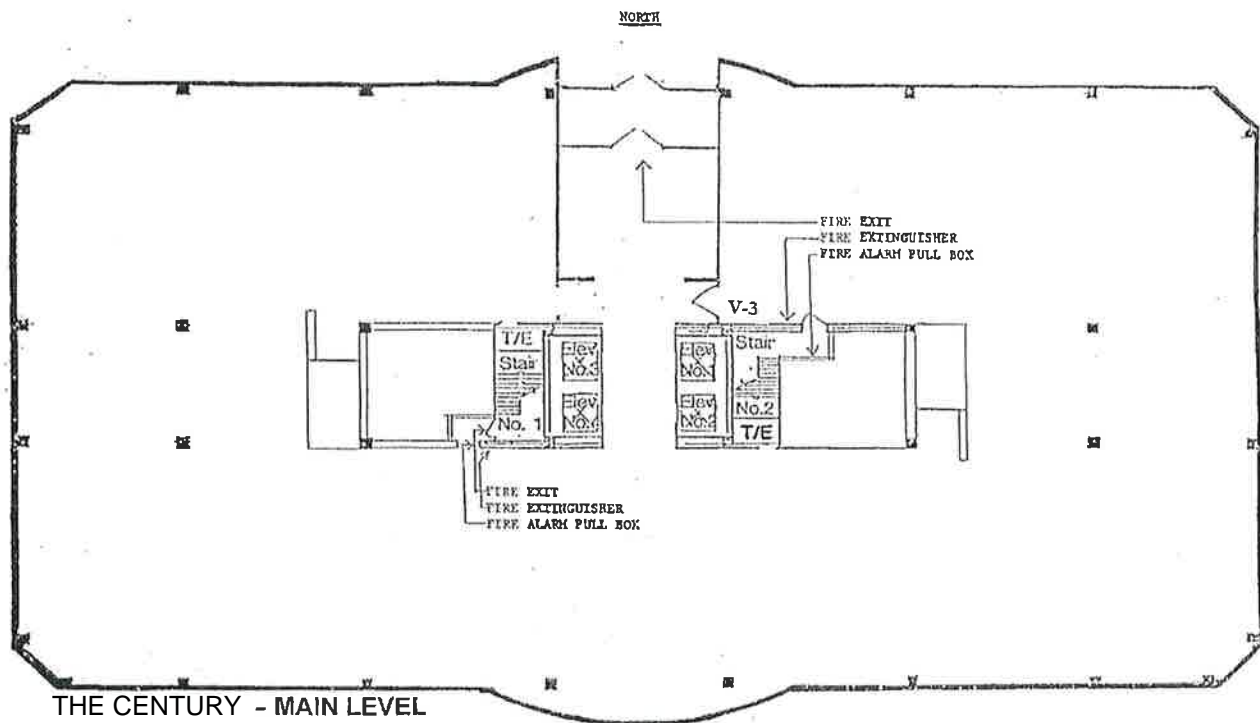 NORTH
FIRE EXIT
FIRE EXTINGUISHER
FIRE ALARM PULL BOX
V-3
T/E
Stair
No. 1
Elev
No.3
Elev
Elev
No.1
Elev
No.2
Stair
No.2
T/E
FIRE EXIT
FIRE EXTINGUISHER
FIRE ALARM PULL BOX
THE CENTURY - MAIN LEVEL